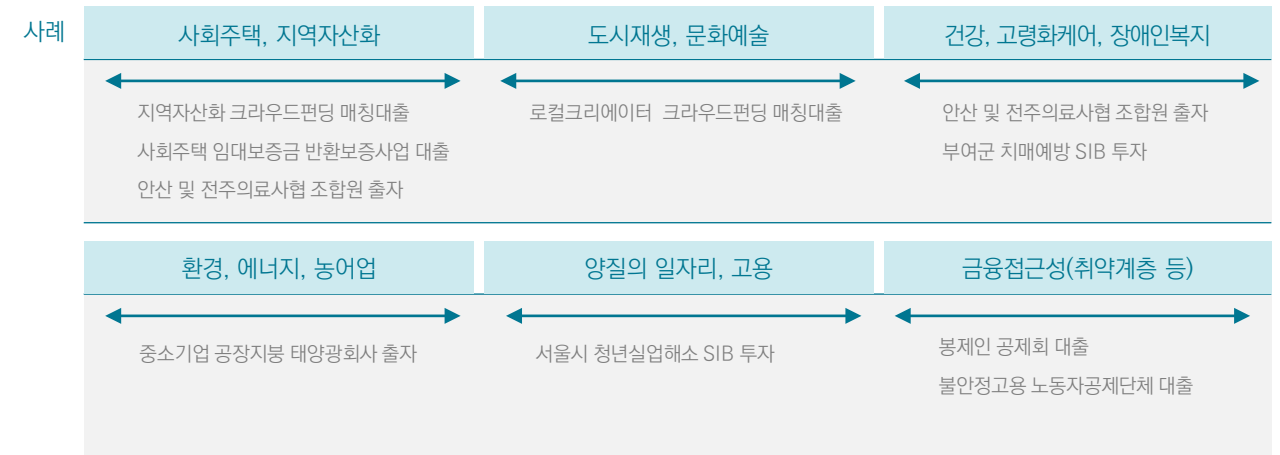 사례
사회주택, 지역자산화
도시재생, 문화예술
건강, 고령화케어, 장애인복지
지역자산화 크라우드펀딩 매칭대출
사회주택 임대보증금 반환보증사업 대출
안산 및 전주의료사협 조합원 출자
로컬크리에이터 크라우드펀딩 매칭대출
안산 및 전주의료사협 조합원 출자
부여군 치매예방 SIB 투자
환경, 에너지, 농어업
양질의 일자리, 고용
금융접근성(취약계층 등)
중소기업 공장지붕 태양광회사 출자
서울시 청년실업해소 SIB 투자
봉제인 공제회 대출
불안정고용 노동자공제단체 대출